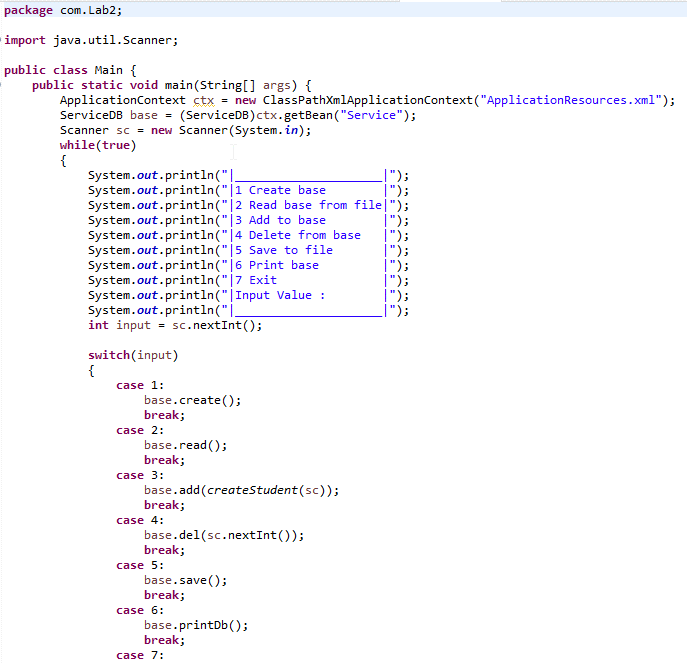 package com.Lab2;
import java.util.Scanner;
public class Main {
public static void main(String[] args) {
ApplicationContext ctx = new ClassPathXmlApplicationContext("ApplicationResources.xml");
ServiceDB base = (ServiceDB)ctx.getBean("Service");
Scanner sc = new Scanner(System.in);
while(true)
{
System.out.println("|_____________________|");
System.out.println("|1 Create base        |");
System.out.println("|2 Read base from file|");
System.out.println("|3 Add to base        |");
System.out.println("|4 Delete from base   |");
System.out.println("|5 Save to file       |");
System.out.println("|6 Print base         |");
System.out.println("|7 Exit               |");
System.out.println("|Input Value :        |");
System.out.println("|_____________________|");
int input = sc.nextInt();
switch(input)
{
case 1:
base.create();
break;
case 2:
base.read();
break;
case 3:
base.add(createStudent(sc));
break;
case 4:
base.del(sc.nextInt());
break;
case 5:
base.save();
break;
case 6:
base.printDb();
break;
case 7: